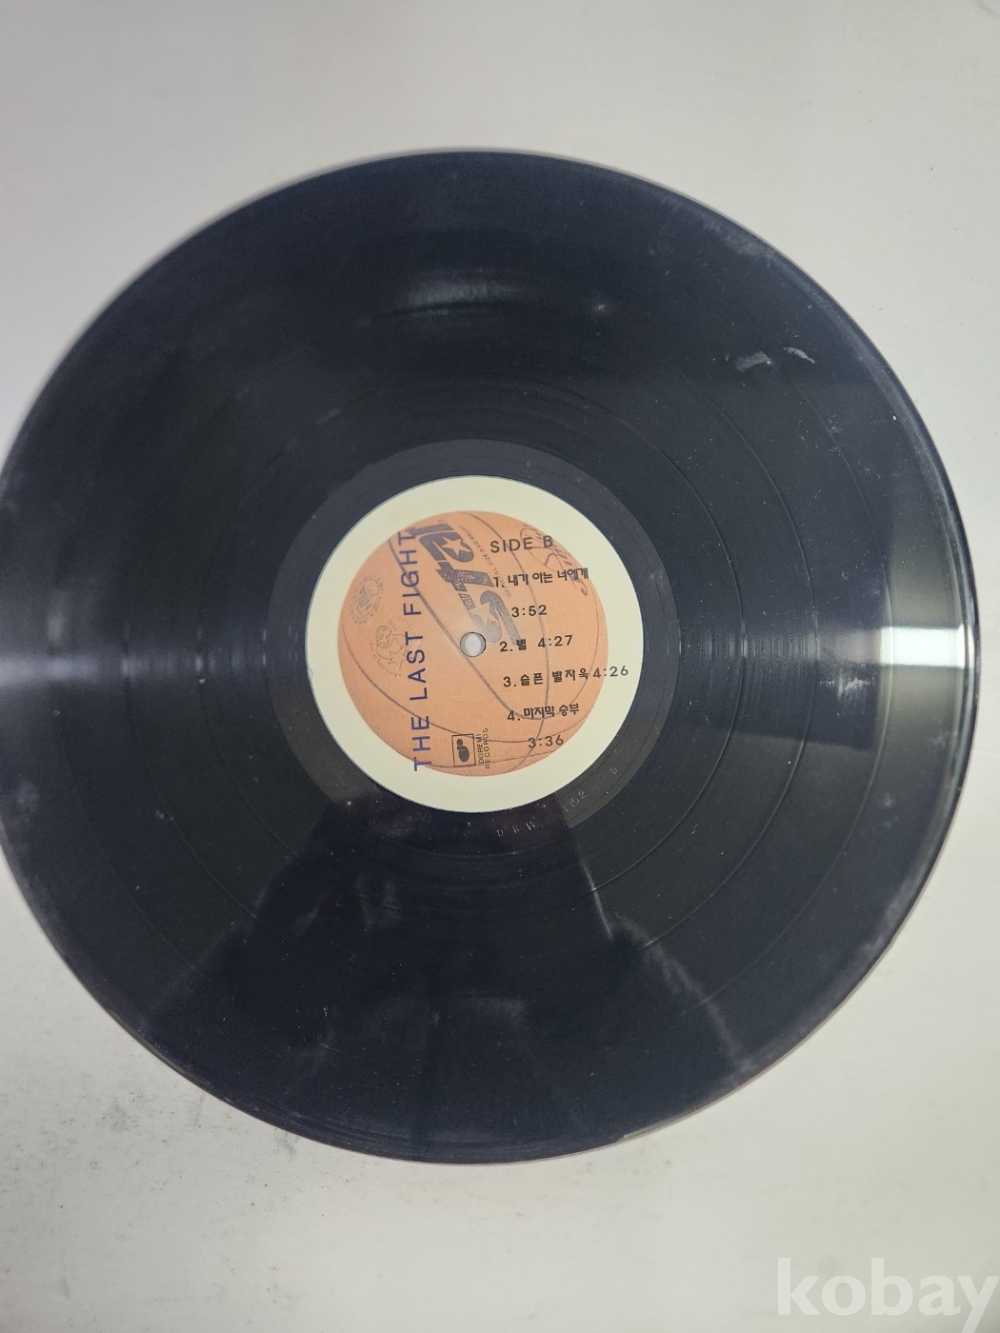 THE LAST FIGHT
SIDE B
1. 내가 아는 너에게
3:52
2. 별 4:27
3. 슬픈 발자욱 4:26
4. 마지막 승부
3:36
DOREMI
RECORDS
kobay